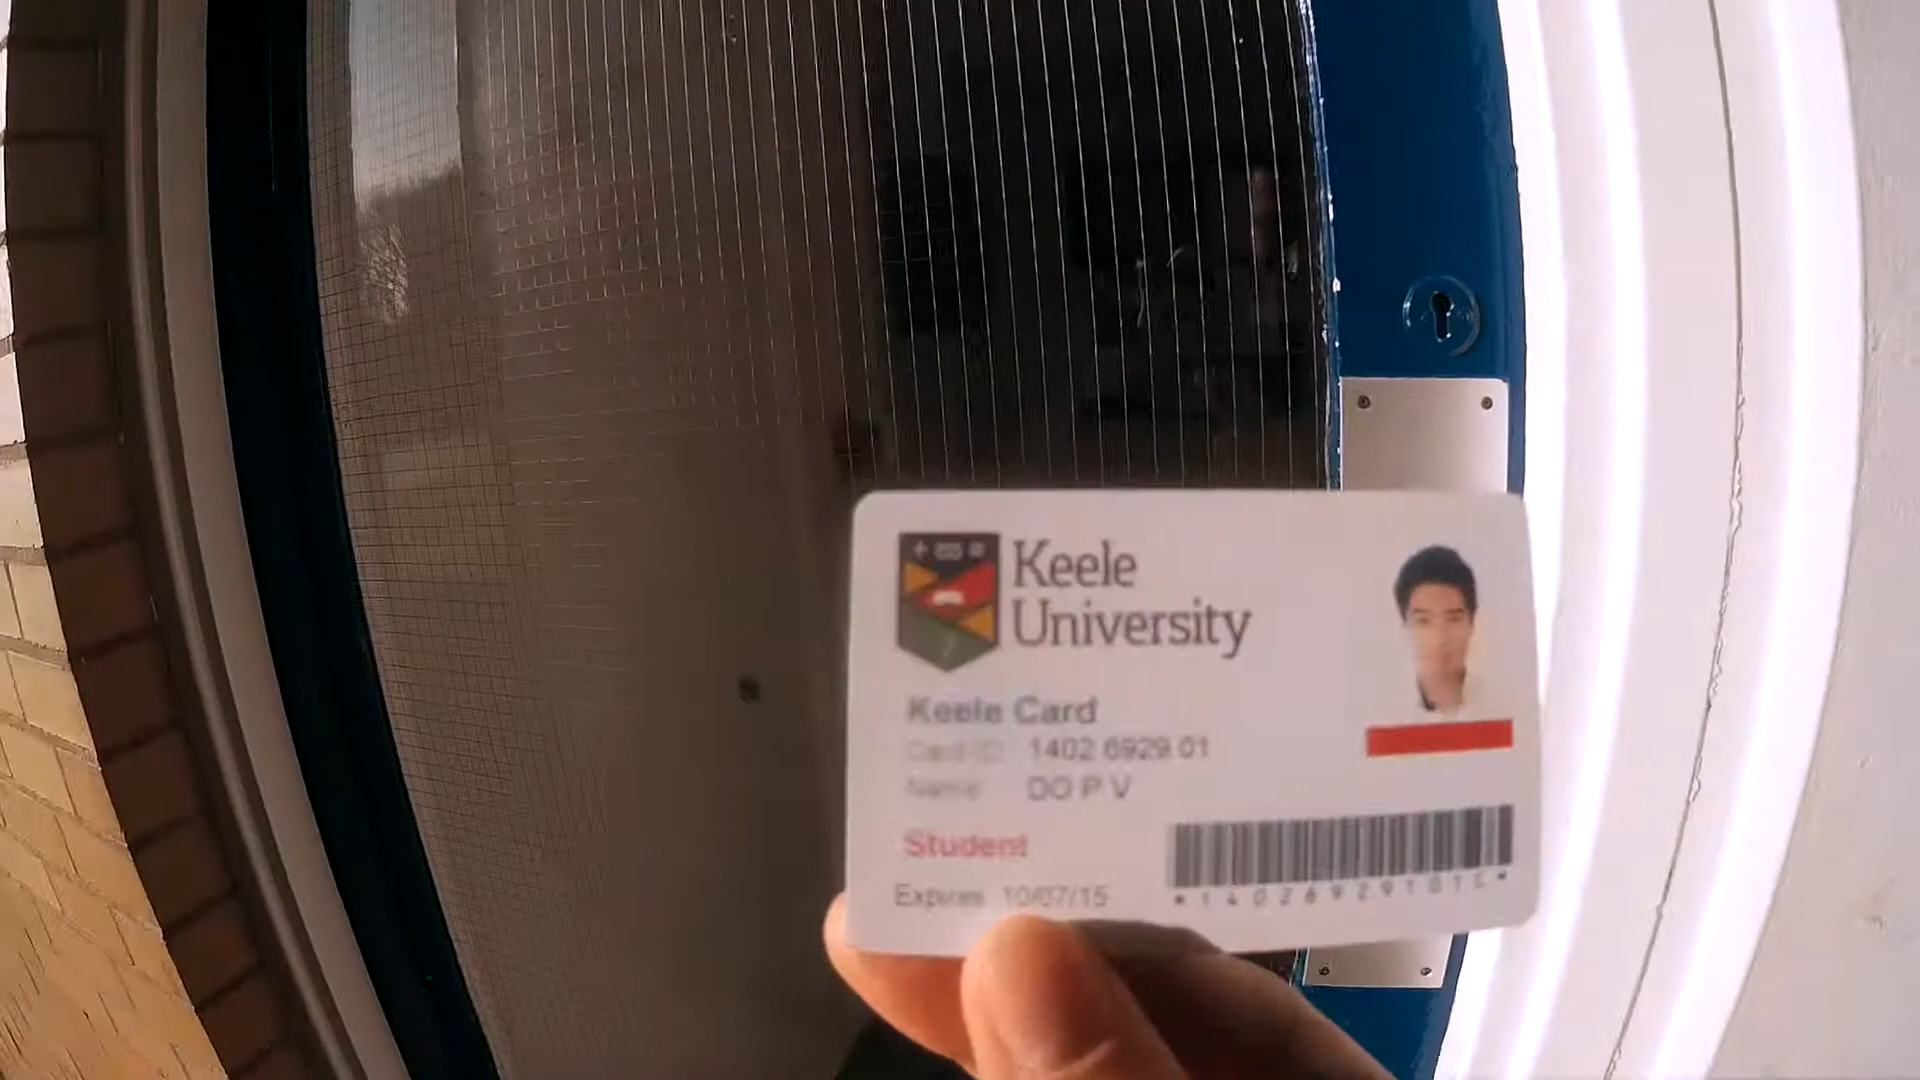 Keele
University
Keele Card
Card ID 1402 6929 01
Name DO P V
Student
Expires 10/07/15